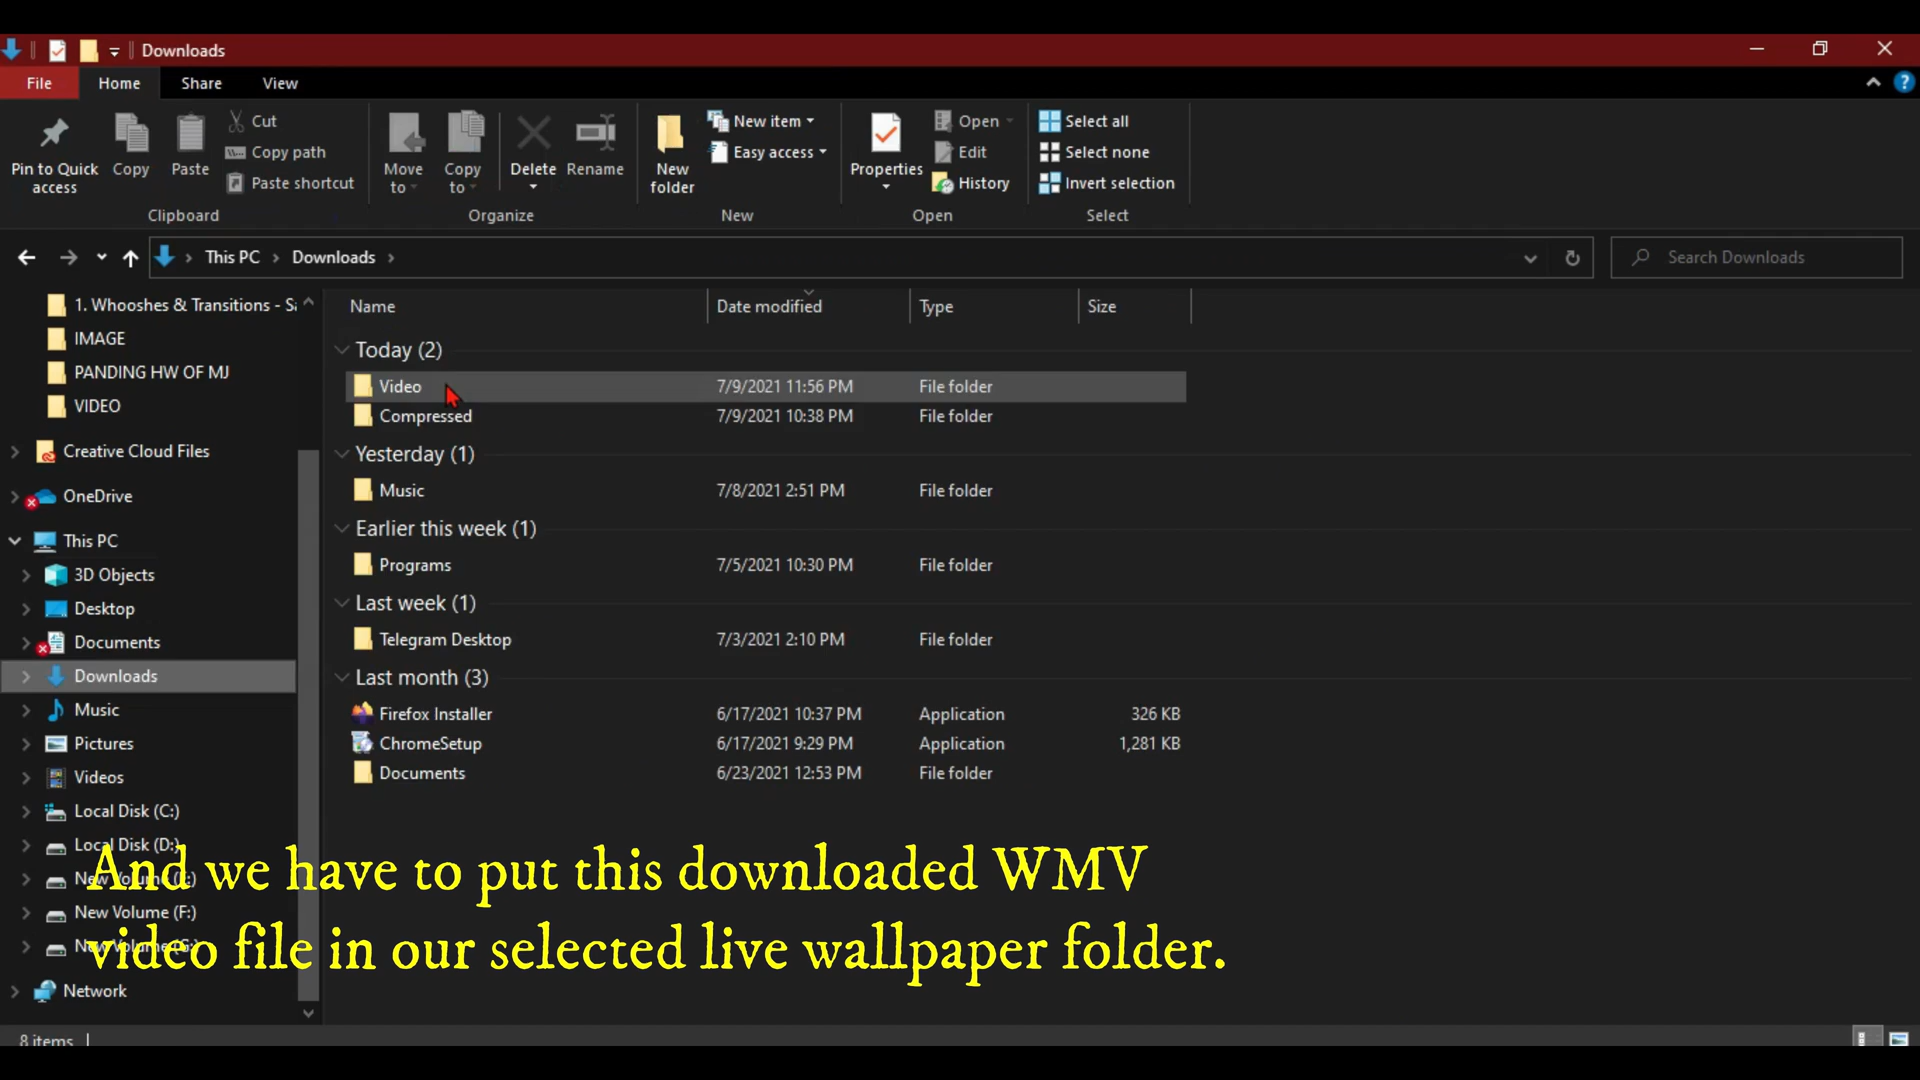 Downloads
File Home Share View
Pin to Quick access
Copy
Paste
Cut
Copy path
Paste shortcut
Clipboard
Move to
Copy to
Delete
Rename
Organize
New folder
New item
Easy access
New
Properties
Open
Edit
History
Open
Select all
Select none
Invert selection
Select
This PC > Downloads >
Search Downloads
1. Whooshes & Transitions - Sa
IMAGE
PANDING HW OF MJ
VIDEO
Creative Cloud Files
OneDrive
This PC
3D Objects
Desktop
Documents
Downloads
Music
Pictures
Videos
Local Disk (C:)
Local Disk (D:)
New Volume (E:)
New Volume (F:)
New Volume (G:)
Network
Name Date modified Type Size
Today (2)
Video 7/9/2021 11:56 PM File folder
Compressed 7/9/2021 10:38 PM File folder
Yesterday (1)
Music 7/8/2021 2:51 PM File folder
Earlier this week (1)
Programs 7/5/2021 10:30 PM File folder
Last week (1)
Telegram Desktop 7/3/2021 2:10 PM File folder
Last month (3)
Firefox Installer 6/17/2021 10:37 PM Application 326 KB
ChromeSetup 6/17/2021 9:29 PM Application 1,281 KB
Documents 6/23/2021 12:53 PM File folder
And we have to put this downloaded WMV
video file in our selected live wallpaper folder.
8 items